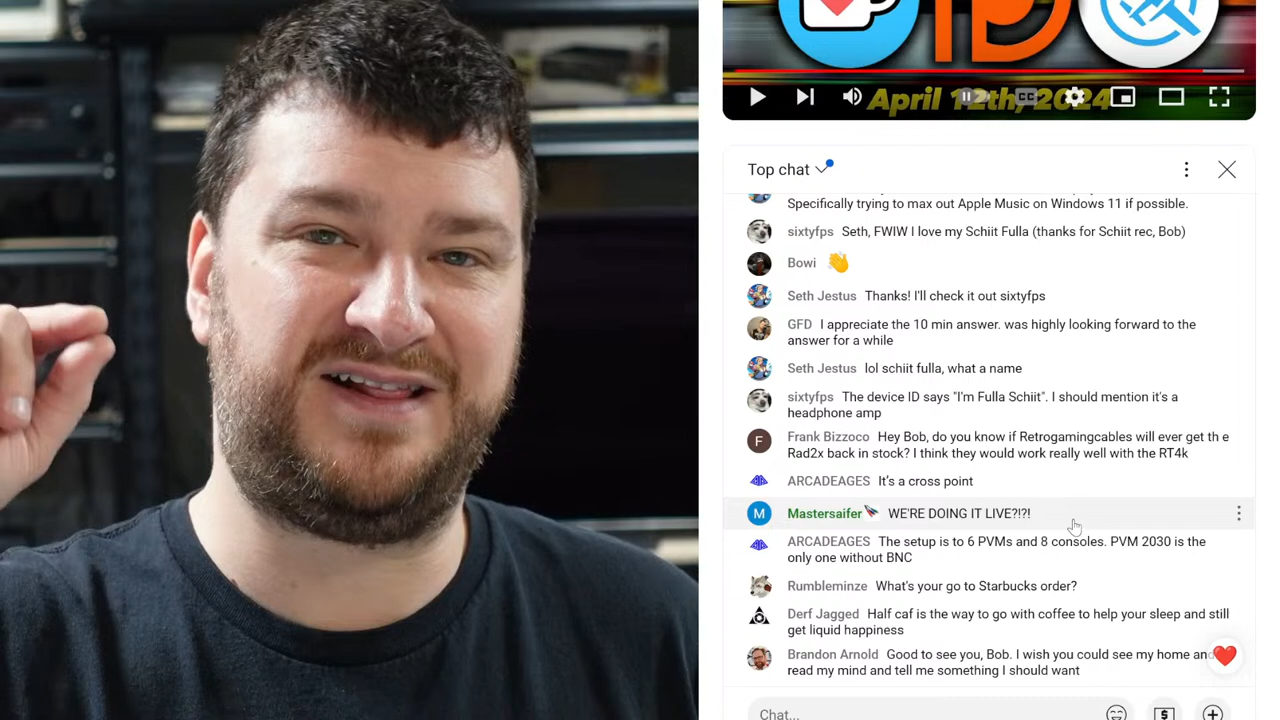 ID
April 12th, 2024
CC
Top chat
Specifically trying to max out Apple Music on Windows 11 if possible.
sixtyfps Seth, FWIW I love my Schiit Fulla (thanks for Schiit rec, Bob)
Bowi
Seth Jestus Thanks! I'll check it out sixtyfps
GFD I appreciate the 10 min answer. was highly looking forward to the
answer for a while
Seth Jestus lol schiit fulla, what a name
sixtyfps The device ID says "I'm Fulla Schiit". I should mention it's a
headphone amp
F Frank Bizzoco Hey Bob, do you know if Retrogamingcables will ever get th e
Rad2x back in stock? I think they would work really well with the RT4k
ARCADEAGES It's a cross point
M Mastersaifer WE'RE DOING IT LIVE?!?!
ARCADEAGES The setup is to 6 PVMs and 8 consoles. PVM 2030 is the
only one without BNC
Rumbleminze What's your go to Starbucks order?
Derf Jagged Half caf is the way to go with coffee to help your sleep and still
get liquid happiness
Brandon Arnold Good to see you, Bob. I wish you could see my home and
read my mind and tell me something I should want
Chat...
$